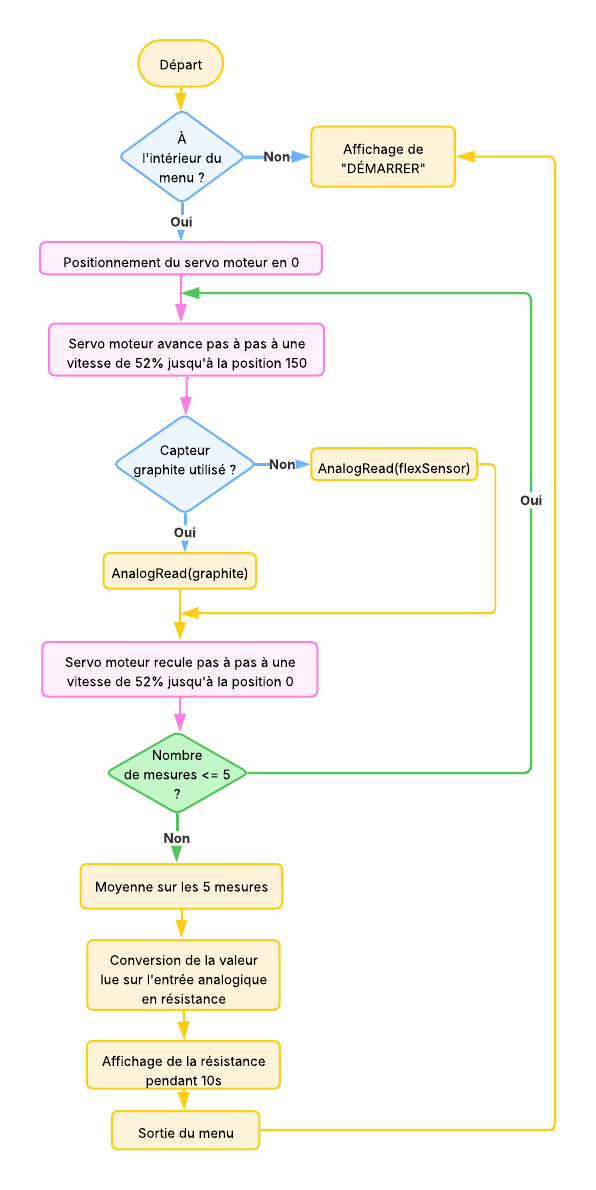 Départ
À
l'intérieur du
menu ?
Non
Affichage de
"DÉMARRER"
Oui
Positionnement du servo moteur en 0
Servo moteur avance pas à pas à une
vitesse de 52% jusqu'à la position 150
Capteur
graphite utilisé ?
Non
AnalogRead(flexSensor)
Oui
Oui
AnalogRead(graphite)
Servo moteur recule pas à pas à une
vitesse de 52% jusqu'à la position 0
Nombre
de mesures <= 5
?
Non
Moyenne sur les 5 mesures
Conversion de la valeur
lue sur l'entrée analogique
en résistance
Affichage de la résistance
pendant 10s
Sortie du menu